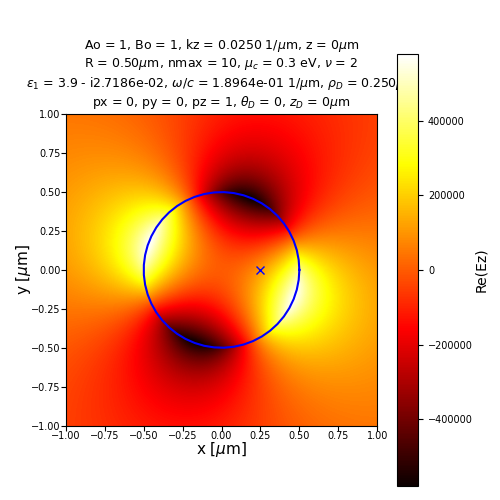 Ao = 1, Bo = 1, kz = 0.0250 1/μm, z = 0μm
R = 0.50μm, nmax = 10, μc = 0.3 eV, ν = 2
ε₁ = 3.9 - i2.7186e-02, ω/c = 1.8964e-01 1/μm, ρD = 0.250
px = 0, py = 0, pz = 1, θD = 0, zD = 0μm
1.00
0.75
0.50
0.25
0.00
−0.25
−0.50
−0.75
−1.00
y [μm]
−1.00 −0.75 −0.50 −0.25 0.00 0.25 0.50 0.75 1.00
x [μm]
400000
200000
0
−200000
−400000
Re(Ez)